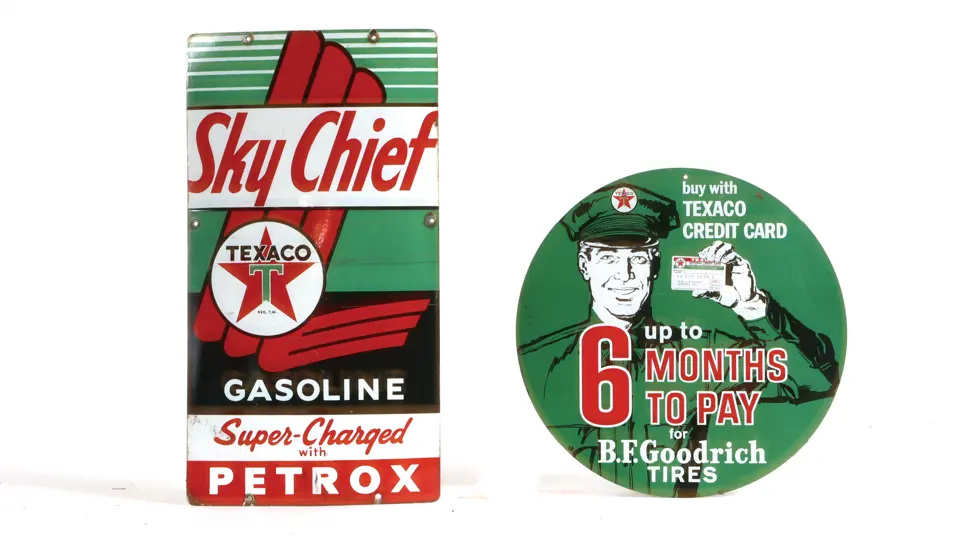 Sky Chief
TEXACO
T
REG. T.M.
GASOLINE
Super-Charged
with
PETROX
buy with
TEXACO
CREDIT CARD
up to
6 MONTHS
TO PAY
for
B.F.Goodrich
TIRES